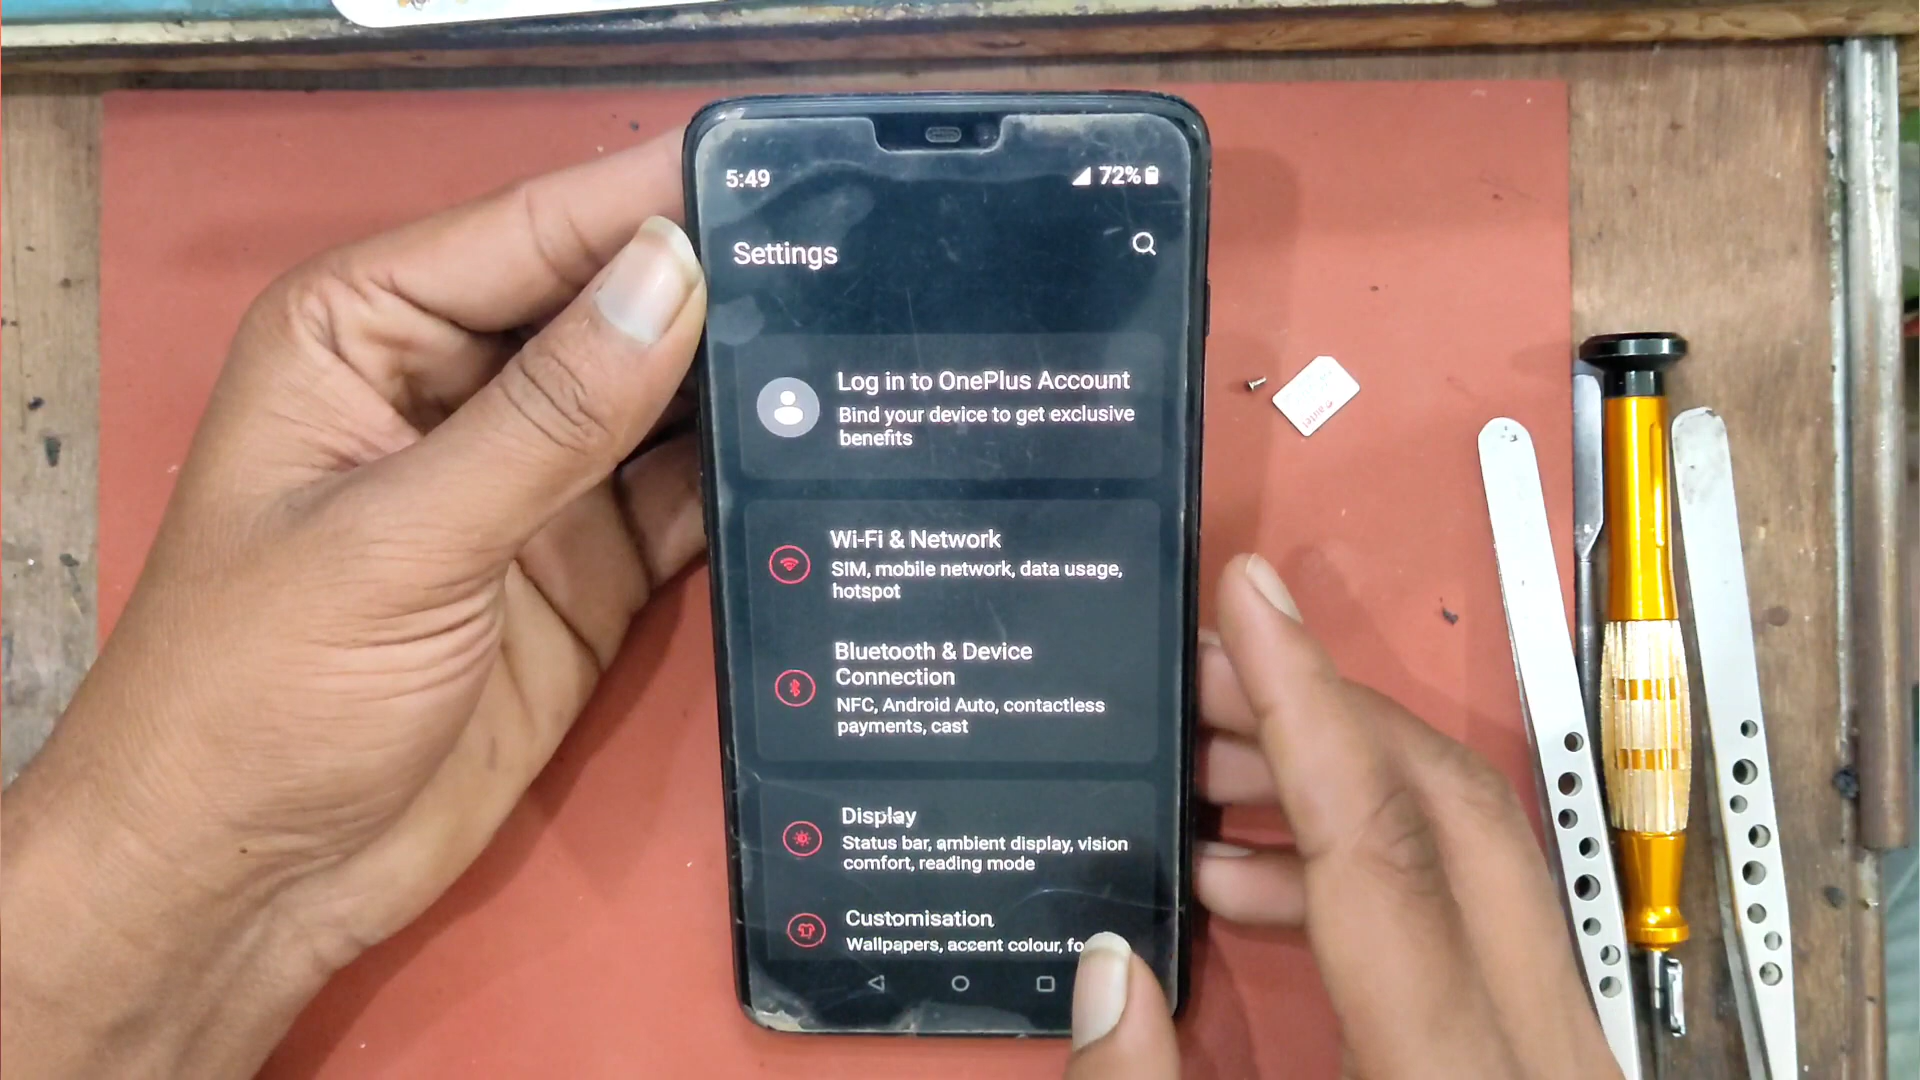 5:49
72%
Settings
Log in to OnePlus Account
Bind your device to get exclusive
benefits
Wi-Fi & Network
SIM, mobile network, data usage,
hotspot
Bluetooth & Device
Connection
NFC, Android Auto, contactless
payments, cast
Display
Status bar, ambient display, vision
comfort, reading mode
Customisation
Wallpapers, accent colour, fo
airtel